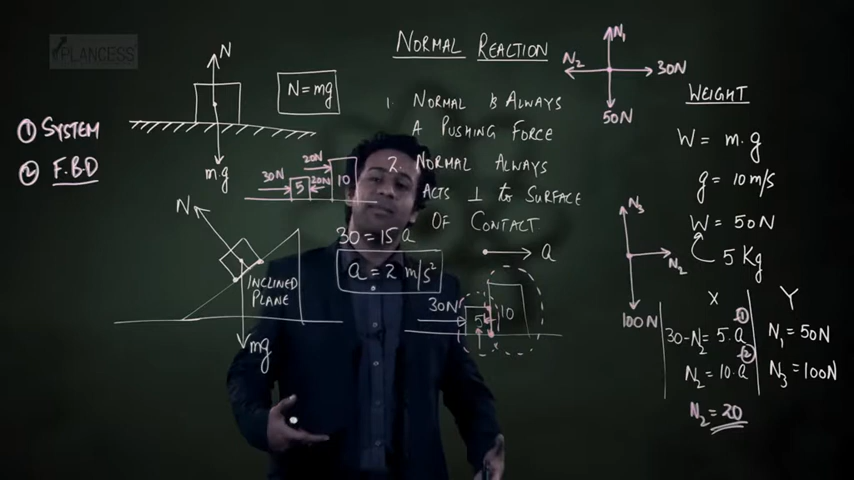 PLANCESS
NORMAL REACTION
1. NORMAL IS ALWAYS
A PUSHING FORCE
2. NORMAL ALWAYS
ACTS ⊥ to SURFACE
OF CONTACT
① SYSTEM
② F.B.D
N
N=mg
mg
30N
20N
20N
5
10
N
INCLINED
PLANE
mg
30=15a
a=2 m/s²
a
30N
5
10
N₁
N₂
30N
50N
WEIGHT
W = m.g
g = 10 m/s
W = 50N
5 Kg
N₃
N₂
100N
X
Y
①
30-N₂ = 5.a
N₁ = 50N
②
N₂ = 10.a
N₃ = 100N
N₂ = 20